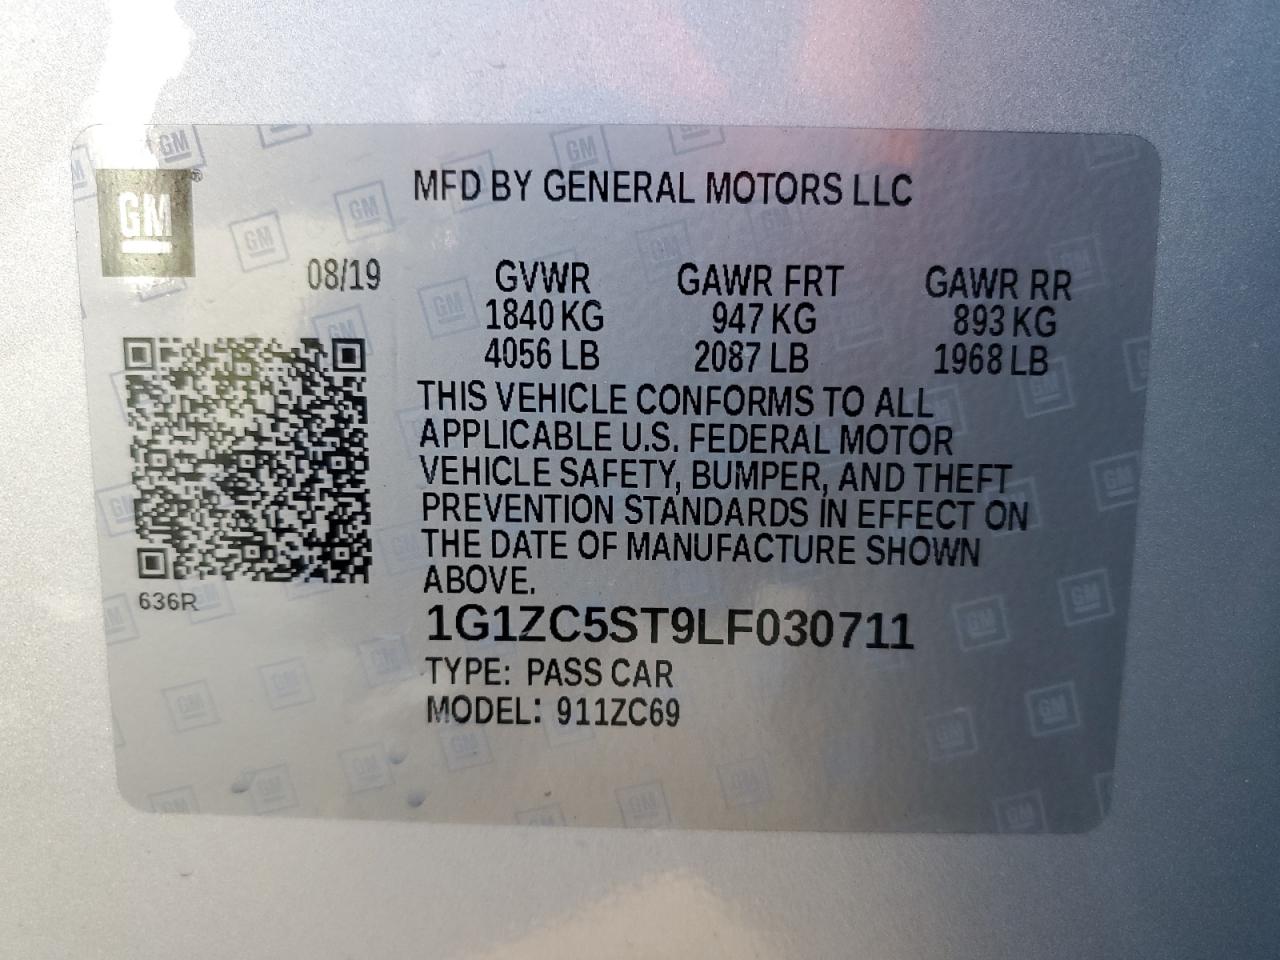 GM®
MFD BY GENERAL MOTORS LLC
08/19
GVWR GAWR FRT GAWR RR
1840 KG 947 KG 893 KG
4056 LB 2087 LB 1968 LB
THIS VEHICLE CONFORMS TO ALL
APPLICABLE U.S. FEDERAL MOTOR
VEHICLE SAFETY, BUMPER, AND THEFT
PREVENTION STANDARDS IN EFFECT ON
THE DATE OF MANUFACTURE SHOWN
ABOVE.
636R
1G1ZC5ST9LF030711
TYPE: PASS CAR
MODEL: 911ZC69